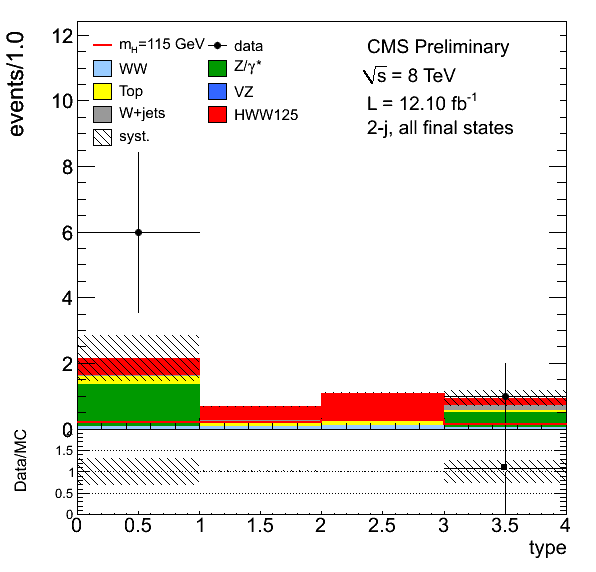 events/1.0
12
10
8
6
4
2
0
m_H=115 GeV
data
WW
Z/γ*
Top
VZ
W+jets
HWW125
syst.
CMS Preliminary
√s = 8 TeV
L = 12.10 fb⁻¹
2-j, all final states
Data/MC
2
1.5
1
0.5
0
0 0.5 1 1.5 2 2.5 3 3.5 4
type